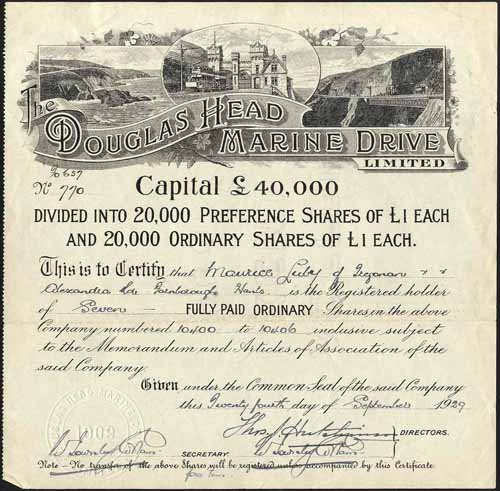 The
DOUGLAS HEAD
MARINE DRIVE
LIMITED
% 657
No 770
Capital £40,000
DIVIDED INTO 20,000 PREFERENCE SHARES OF £1 EACH
AND 20,000 ORDINARY SHARES OF £1 EACH.
This is to Certify that Maurice Luby of
Alexandra Farnborough Hants. is the Registered holder
of Seven - FULLY PAID ORDINARY Shares in the above
Company numbered 10400 to 10406 inclusive subject
to the Memorandum and Articles of Association of the
said Company.
Given under the Common Seal of the said Company
this Twenty fourth day of September 1929
DIRECTORS.
SECRETARY.
Note - No transfer of the above Shares will be registered unless accompanied by this Certificate.